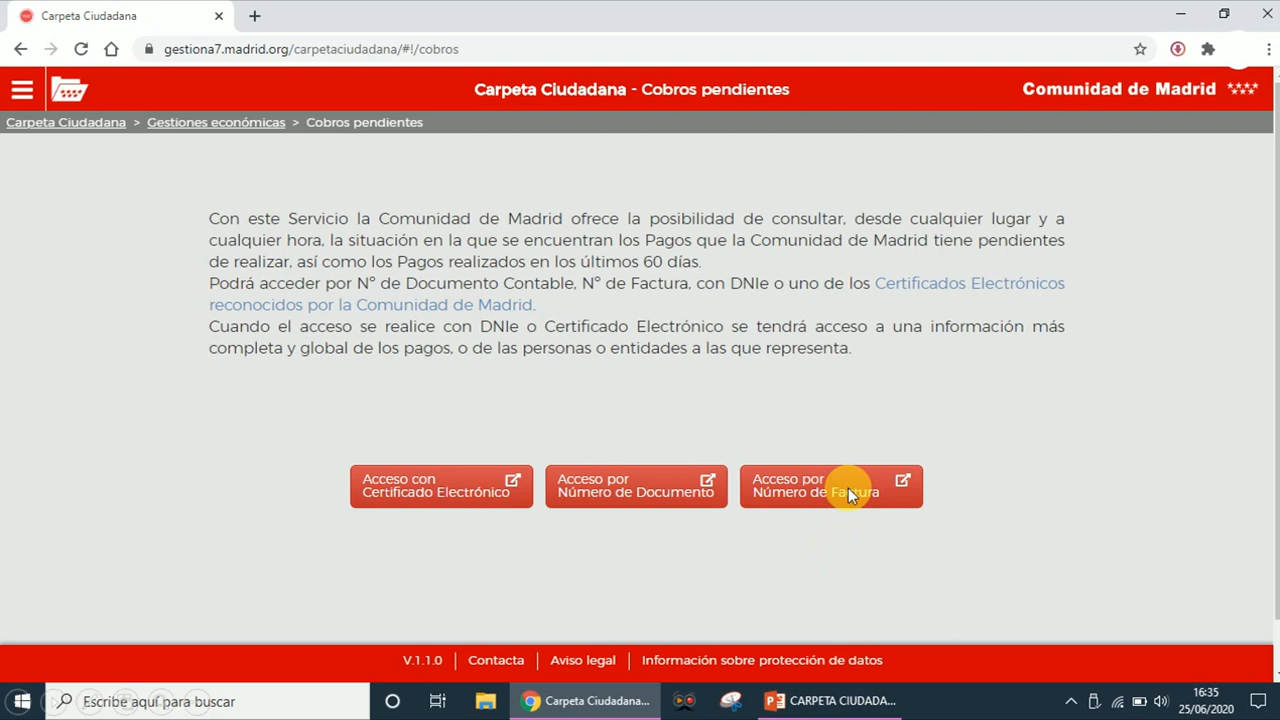 Carpeta Ciudadana
gestiona7.madrid.org/carpetaciudadana/#!/cobros
Carpeta Ciudadana - Cobros pendientes
Comunidad de Madrid
Carpeta Ciudadana > Gestiones económicas > Cobros pendientes
Con este Servicio la Comunidad de Madrid ofrece la posibilidad de consultar, desde cualquier lugar y a
cualquier hora, la situación en la que se encuentran los Pagos que la Comunidad de Madrid tiene pendientes
de realizar, así como los Pagos realizados en los últimos 60 días.
Podrá acceder por Nº de Documento Contable, Nº de Factura, con DNIe o uno de los Certificados Electrónicos
reconocidos por la Comunidad de Madrid.
Cuando el acceso se realice con DNIe o Certificado Electrónico se tendrá acceso a una información más
completa y global de los pagos, o de las personas o entidades a las que representa.
Acceso con
Certificado Electrónico
Acceso por
Número de Documento
Acceso por
Número de Factura
V.1.1.0
Contacta
Aviso legal
Información sobre protección de datos
Escribe aquí para buscar
Carpeta Ciudadana...
CARPETA CIUDADA...
16:35
25/06/2020